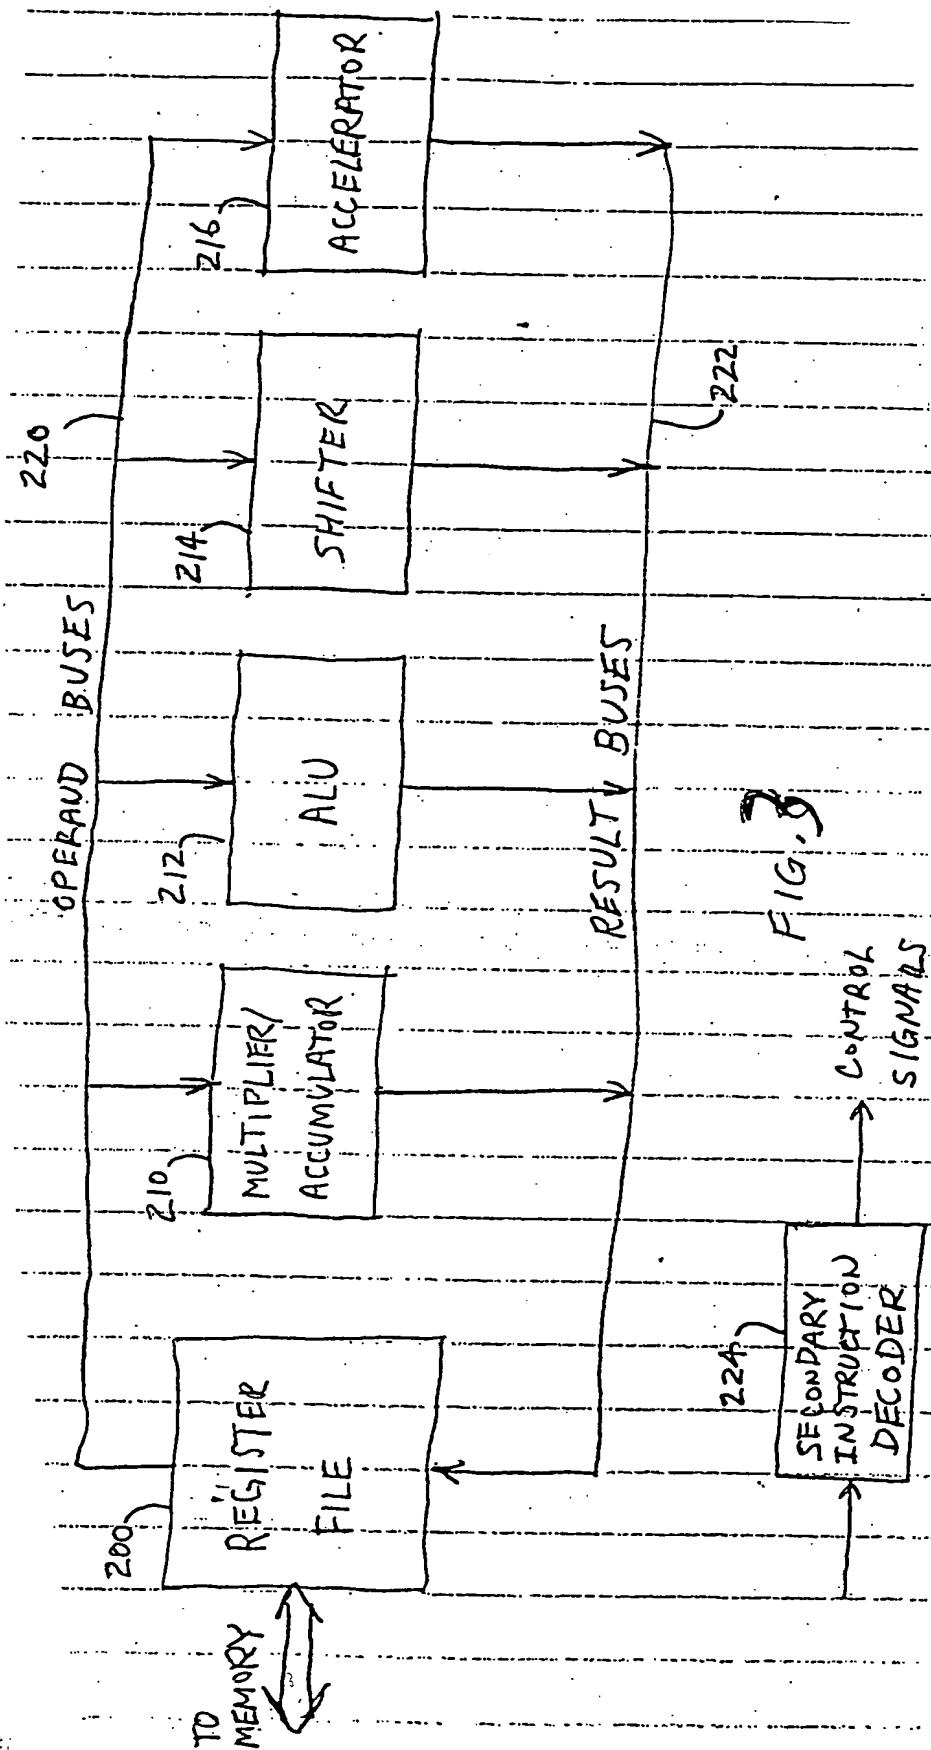 OPERAND BUSES
220
TO
MEMORY
200
REGISTER
FILE
210
MULTIPLIER/
ACCUMULATOR
212
ALU
214
SHIFTER
216
ACCELERATOR
RESULT BUSES
222
224
SECONDARY
INSTRUCTION
DECODER
CONTROL
SIGNALS
FIG. 3